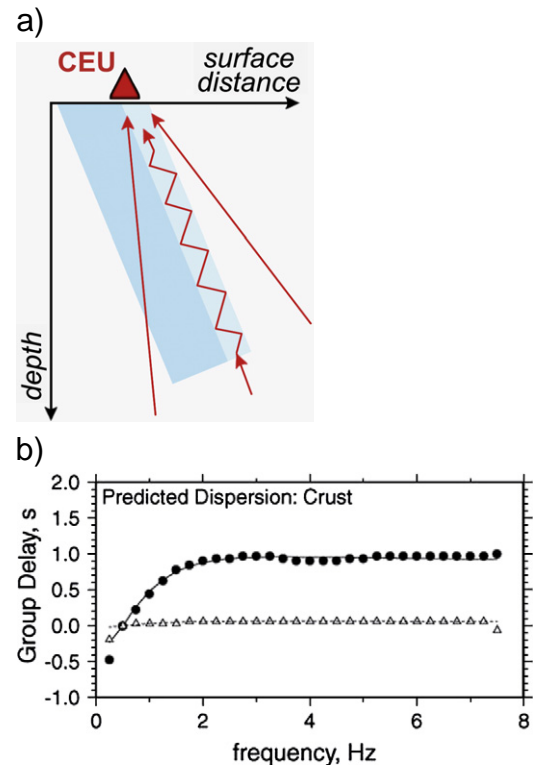 a)
CEU
surface
distance
depth
b)
Predicted Dispersion: Crust
Group Delay, s
2.0
1.5
1.0
0.5
0.0
-0.5
-1.0
0 2 4 6 8
frequency, Hz